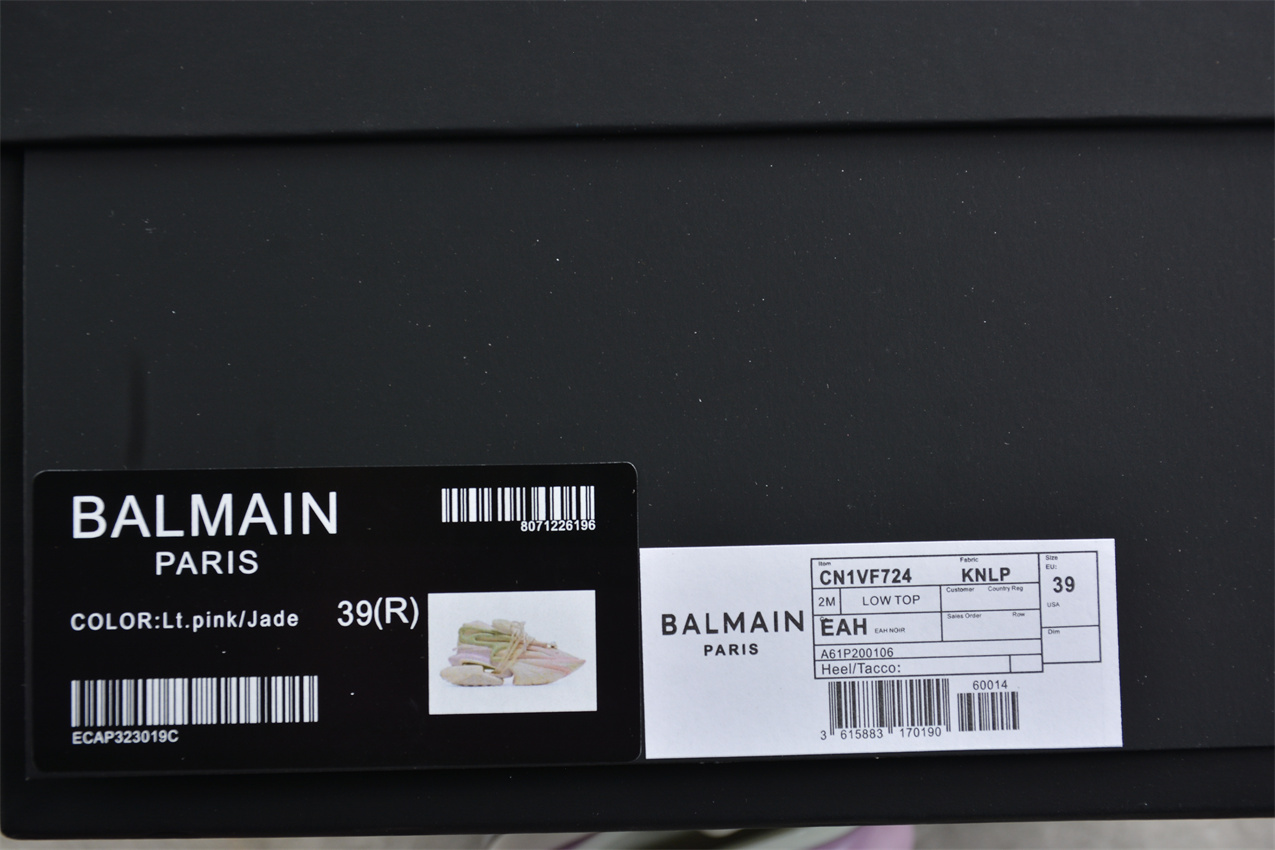 BALMAIN
PARIS
8071226196
COLOR:Lt.pink/Jade
39(R)
ECAP323019C
BALMAIN
PARIS
Item
CN1VF724
Fabric
KNLP
Size
EU:
39
USA
2M
LOW TOP
Customer
Country Reg
EAH
EAH NOIR
Sales Order
Row
Dim
A61P200106
Heel/Tacco:
60014
3 615883 170190